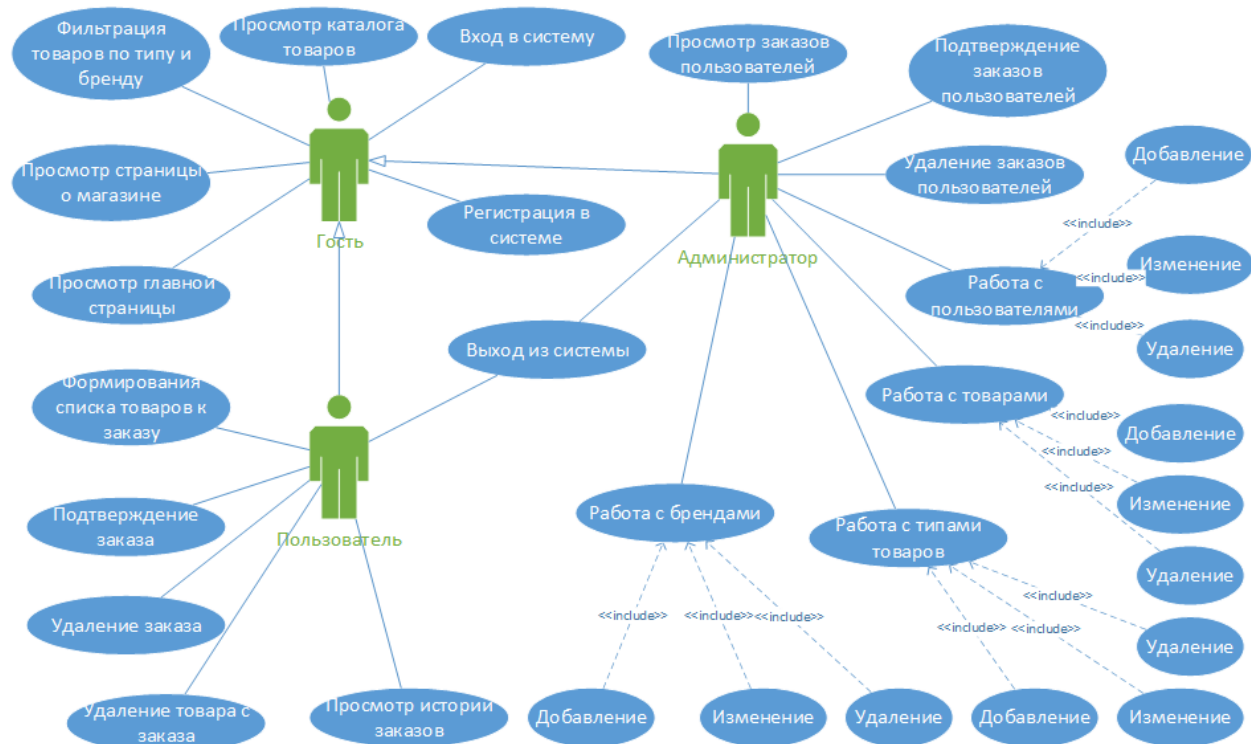 Фильтрация
товаров по типу и
бренду
Просмотр каталога
товаров
Вход в систему
Просмотр страницы
о магазине
Регистрация в
системе
Гость
Просмотр главной
страницы
Просмотр заказов
пользователей
Подтверждение
заказов
пользователей
Удаление заказов
пользователей
Администратор
Добавление
<<include>>
Изменение
<<include>>
Работа с
пользователями
<<include>>
Удаление
Выход из системы
Формирования
списка товаров к
заказу
Подтверждение
заказа
Пользователь
Удаление заказа
Удаление товара с
заказа
Просмотр истории
заказов
Работа с товарами
<<include>>
Добавление
<<include>>
Изменение
<<include>>
Удаление
Работа с брендами
<<include>>
<<include>>
<<include>>
Добавление
Изменение
Удаление
Работа с типами
товаров
<<include>>
<<include>>
<<include>>
Удаление
Добавление
Изменение